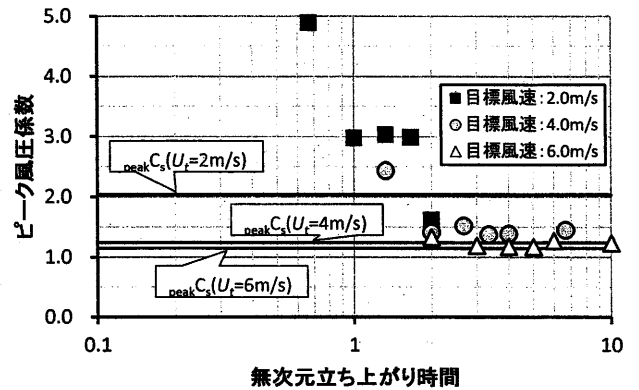 5.0
4.0
3.0
2.0
1.0
0.0
ピーク風圧係数
■目標風速:2.0m/s
◎目標風速:4.0m/s
△目標風速:6.0m/s
peakCs(Ut=2m/s)
peakCs(Ut=4m/s)
peakCs(Ut=6m/s)
0.1
1
10
無次元立ち上がり時間